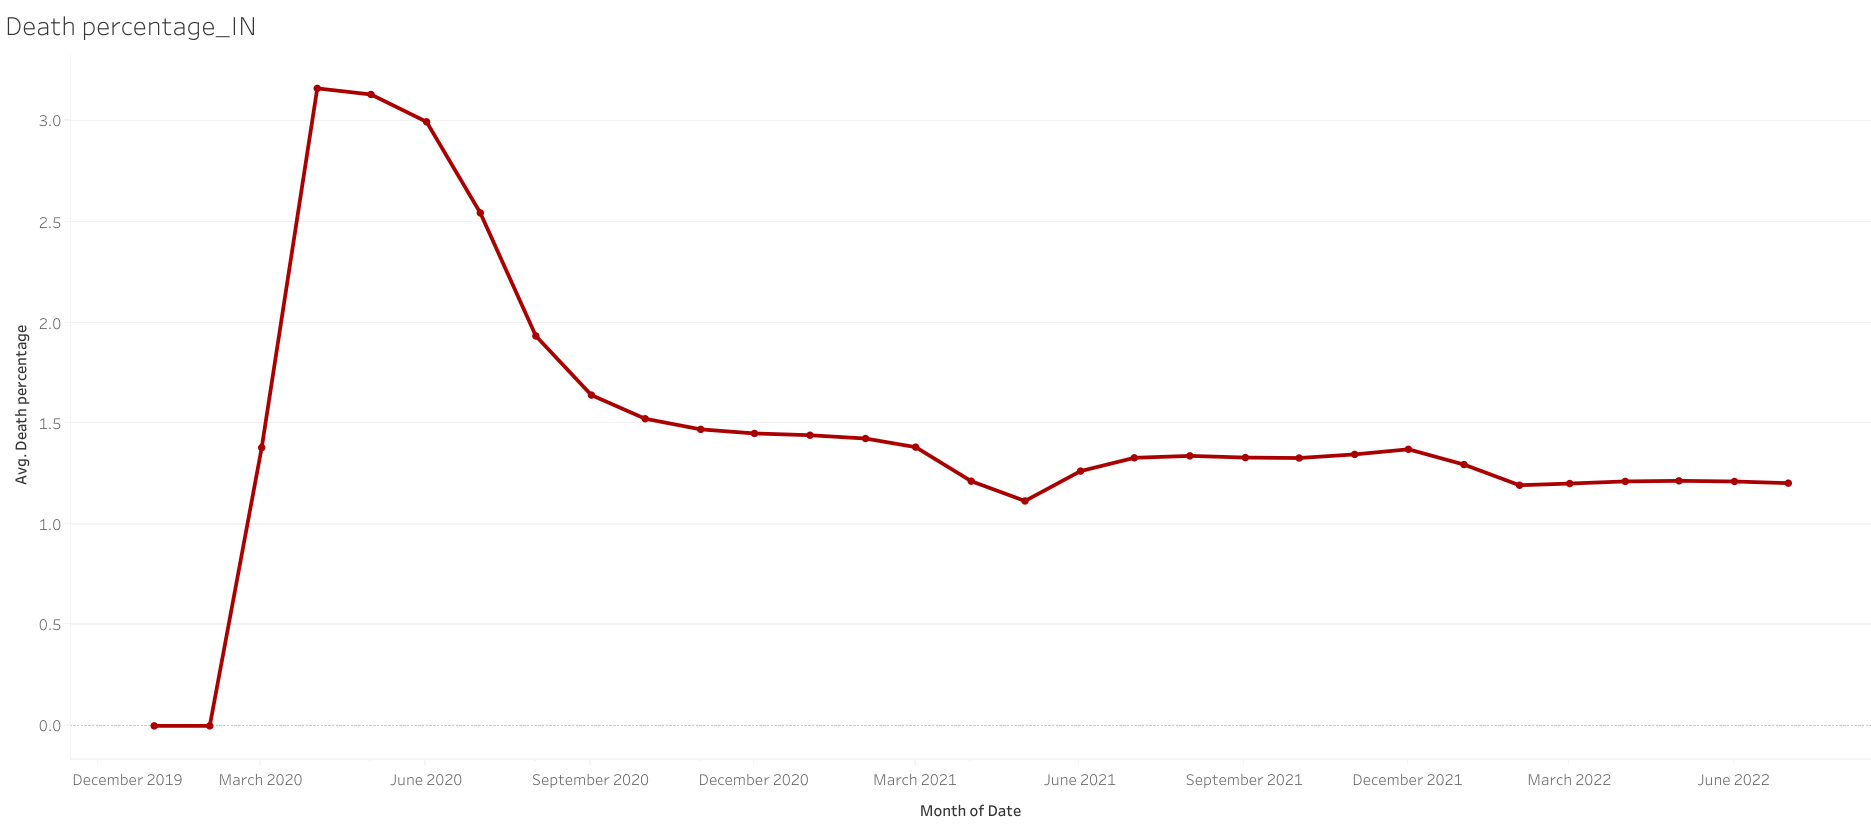 Death percentage_IN
3.0
2.5
2.0
1.5
1.0
0.5
0.0
Avg. Death percentage
December 2019 March 2020 June 2020 September 2020 December 2020 March 2021 June 2021 September 2021 December 2021 March 2022 June 2022
Month of Date